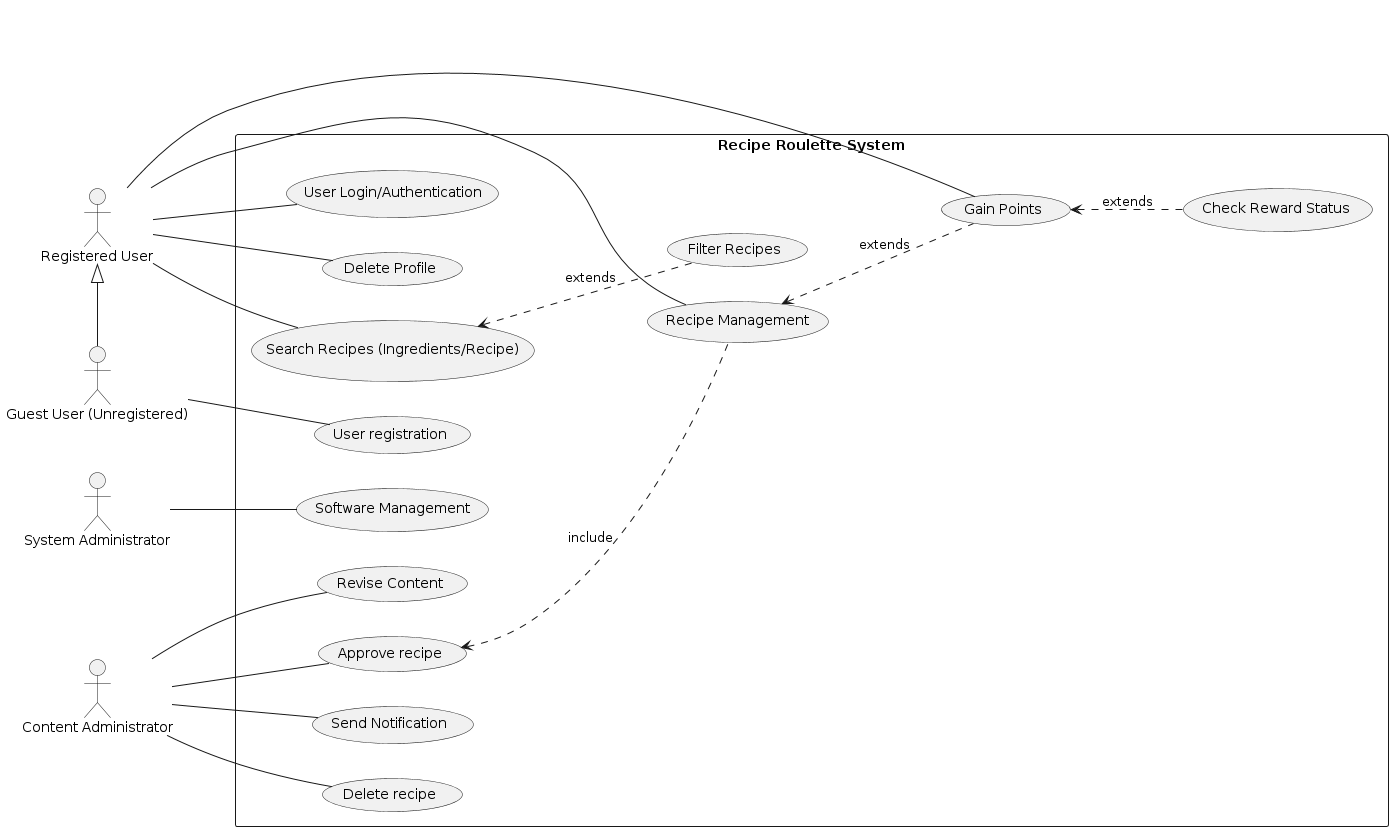 Recipe Roulette System
User Login/Authentication
Gain Points
extends
Check Reward Status
Registered User
Delete Profile
extends
Filter Recipes
extends
Recipe Management
Search Recipes (Ingredients/Recipe)
Guest User (Unregistered)
User registration
System Administrator
Software Management
include
Revise Content
Approve recipe
Content Administrator
Send Notification
Delete recipe